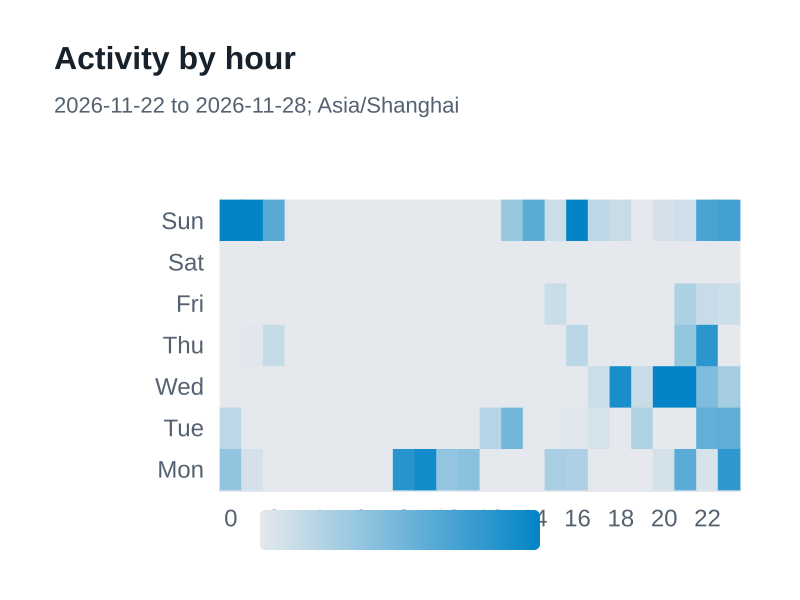 Activity by hour
2026-11-22 to 2026-11-28; Asia/Shanghai
Sun
Sat
Fri
Thu
Wed
Tue
Mon
0 16 18 20 22